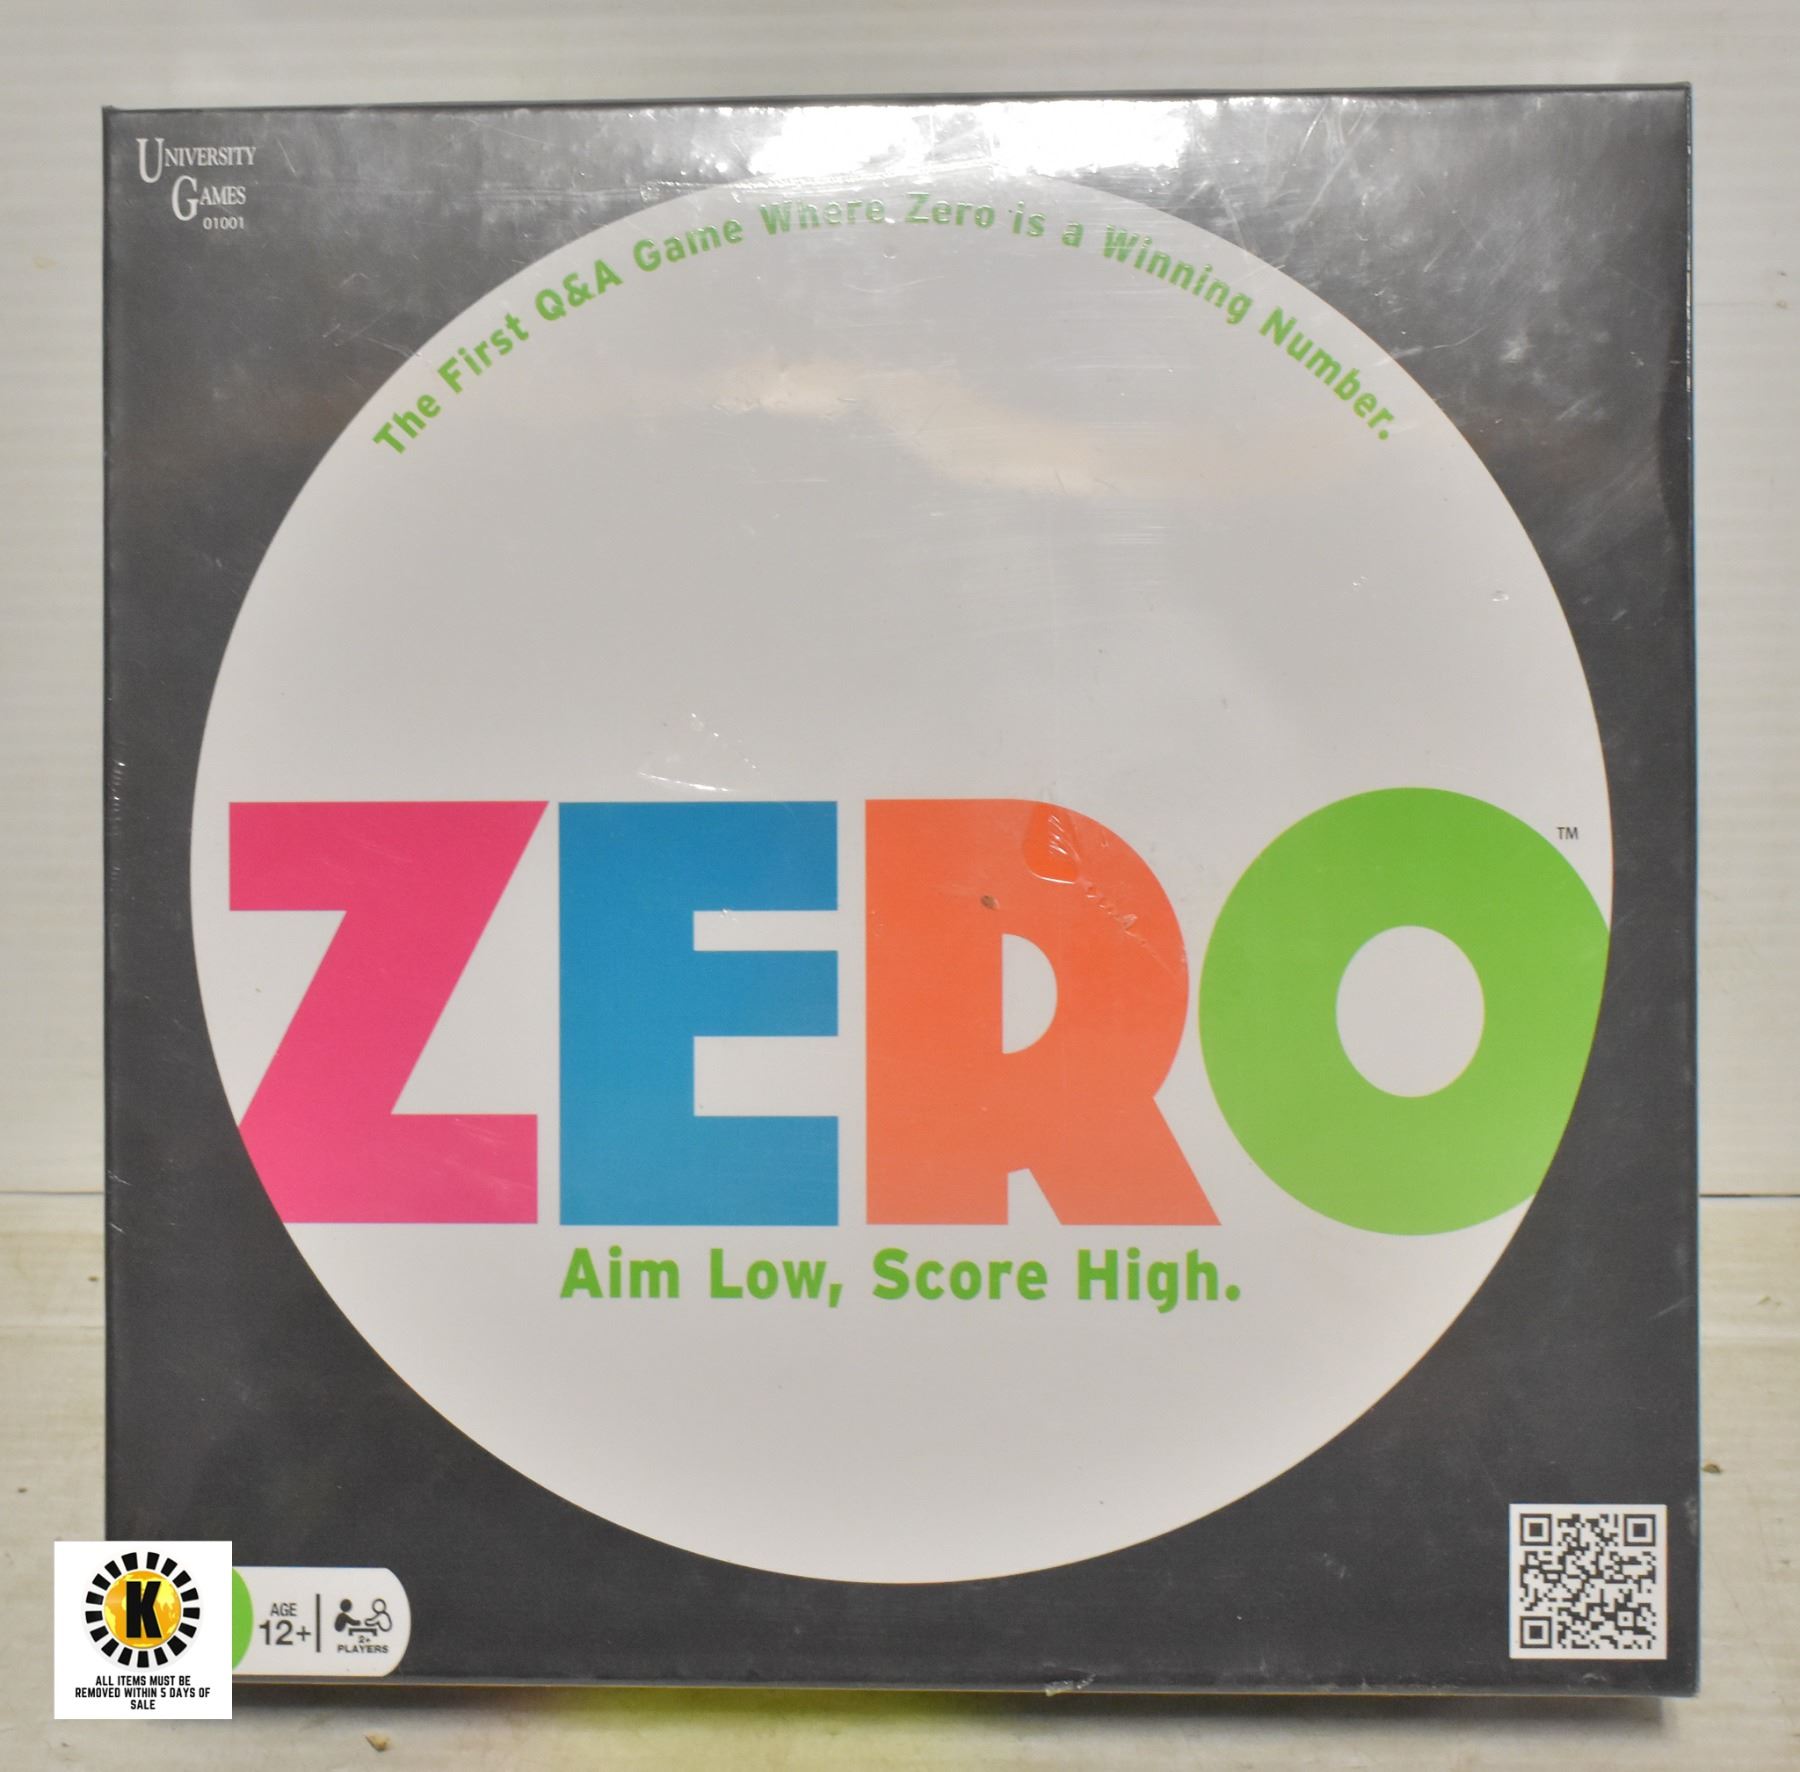 UNIVERSITY
GAMES
01001
The First Q&A Game Where Zero is a Winning Number.
ZERO
TM
Aim Low, Score High.
AGE
12+
2+
PLAYERS
K
ALL ITEMS MUST BE
REMOVED WITHIN 5 DAYS OF
SALE